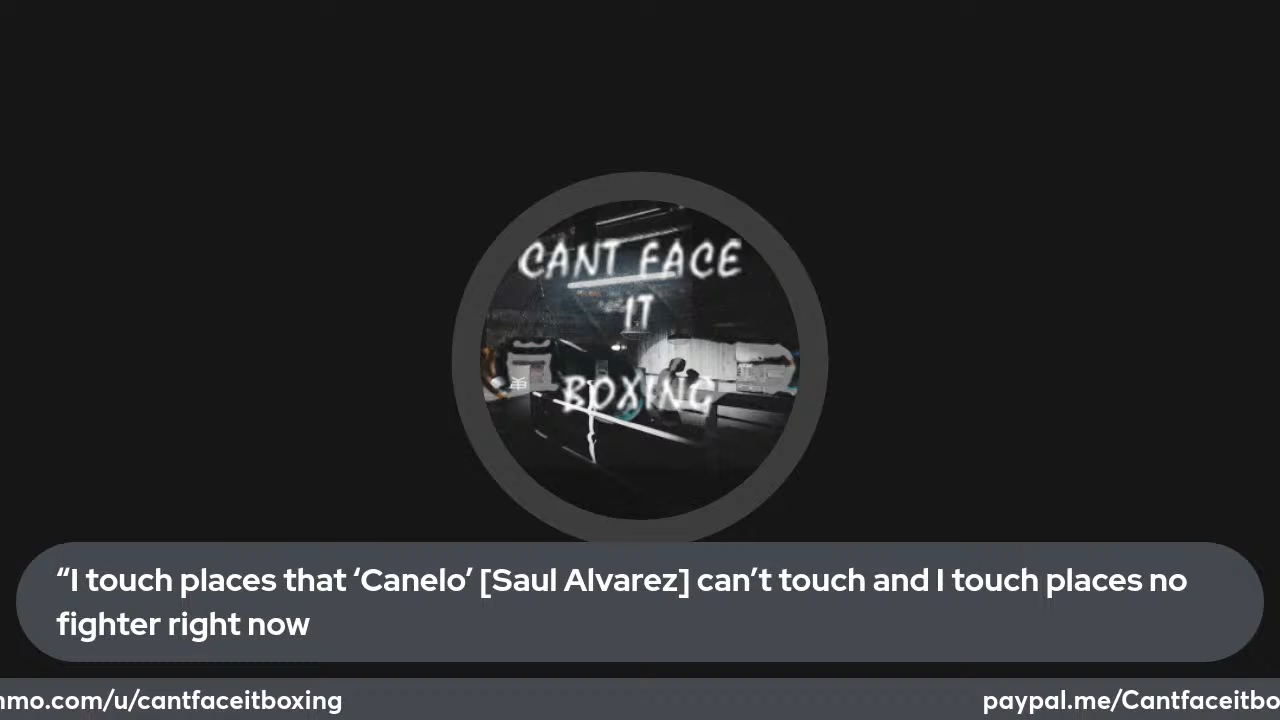 CANT FACE
IT
BOXING
“I touch places that ‘Canelo’ [Saul Alvarez] can’t touch and I touch places no
fighter right now
mmo.com/u/cantfaceitboxing
paypal.me/Cantfaceitbo